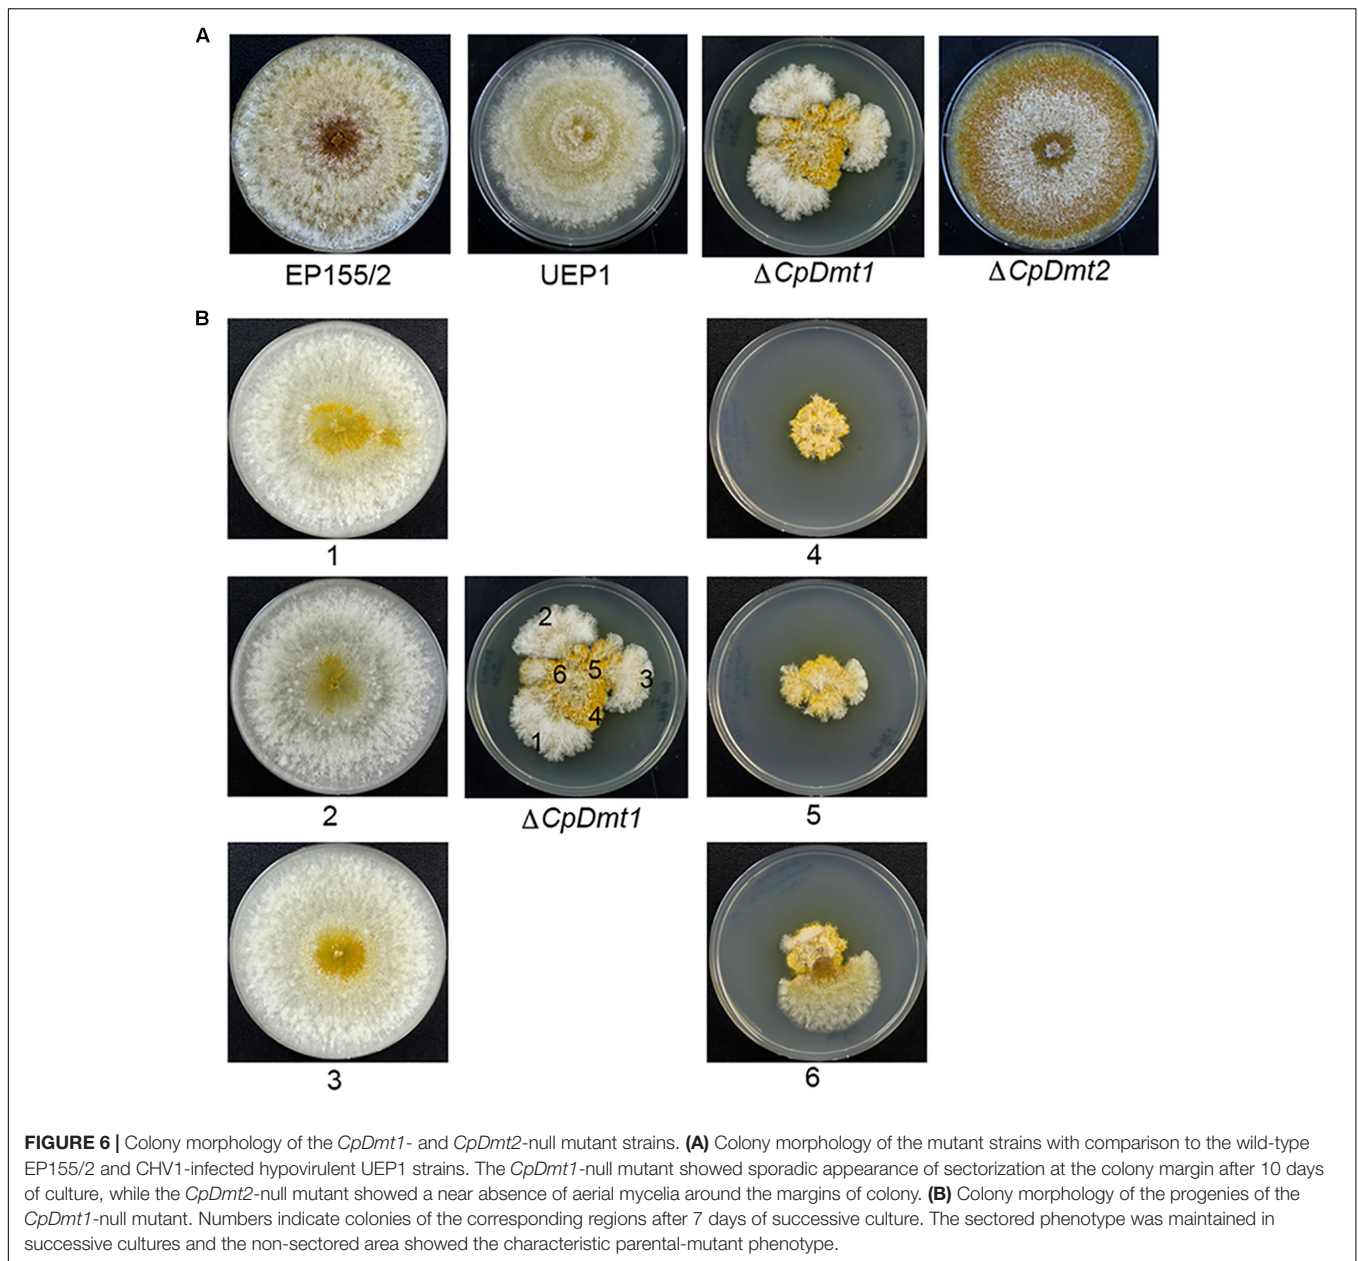 A
EP155/2
UEP1
ΔCpDmt1
ΔCpDmt2
B
1
4
2
6
5
3
4
1
2
ΔCpDmt1
5
3
6
FIGURE 6 | Colony morphology of the CpDmt1- and CpDmt2-null mutant strains. (A) Colony morphology of the mutant strains with comparison to the wild-type
EP155/2 and CHV1-infected hypovirulent UEP1 strains. The CpDmt1-null mutant showed sporadic appearance of sectorization at the colony margin after 10 days
of culture, while the CpDmt2-null mutant showed a near absence of aerial mycelia around the margins of colony. (B) Colony morphology of the progenies of the
CpDmt1-null mutant. Numbers indicate colonies of the corresponding regions after 7 days of successive culture. The sectored phenotype was maintained in
successive cultures and the non-sectored area showed the characteristic parental-mutant phenotype.